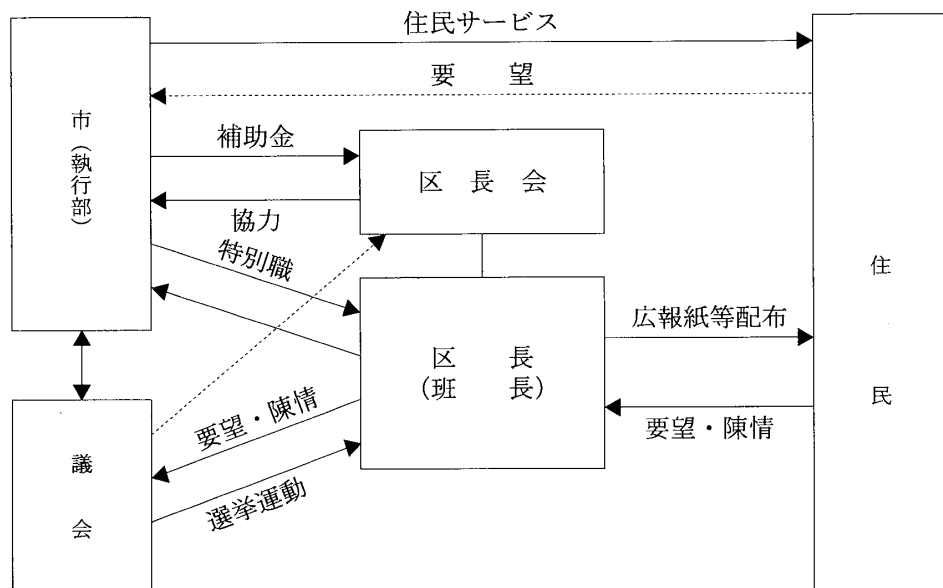 住民サービス
要 望
市（執行部）
補助金
区 長 会
協力
特別職
住 民
広報紙等配布
区 長
(班 長)
要望・陳情
要望・陳情
議 会
選挙運動